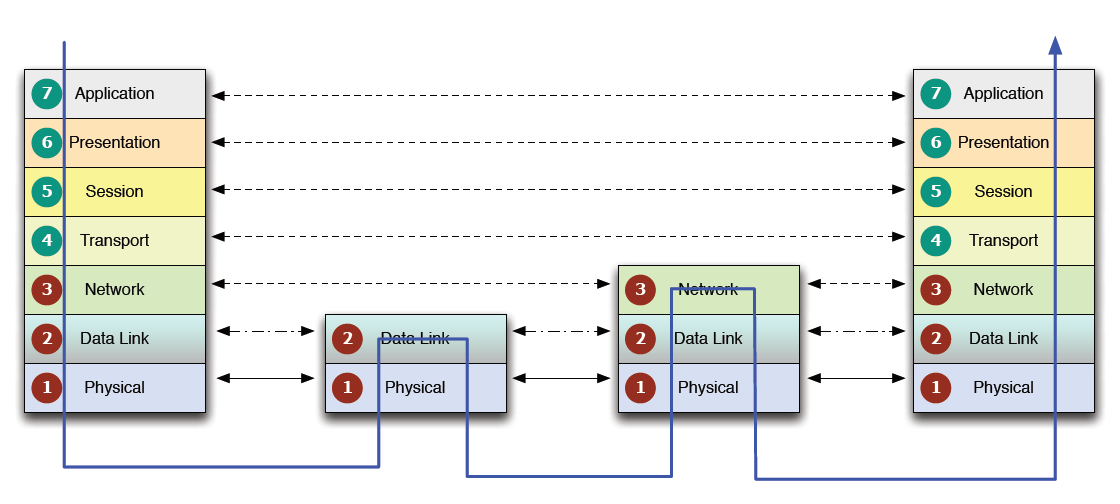 7 Application
6 Presentation
5 Session
4 Transport
3 Network
2 Data Link
1 Physical
2 Data Link
1 Physical
3 Network
2 Data Link
1 Physical
7 Application
6 Presentation
5 Session
4 Transport
3 Network
2 Data Link
1 Physical